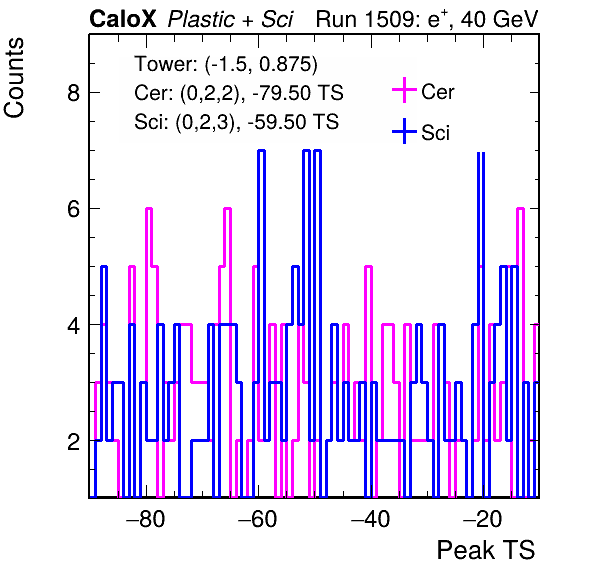 CaloX Plastic + Sci Run 1509: e+, 40 GeV
Counts
Tower: (-1.5, 0.875)
Cer: (0,2,2), -79.50 TS
Sci: (0,2,3), -59.50 TS
Cer
Sci
8
6
4
2
−80 −60 −40 −20
Peak TS